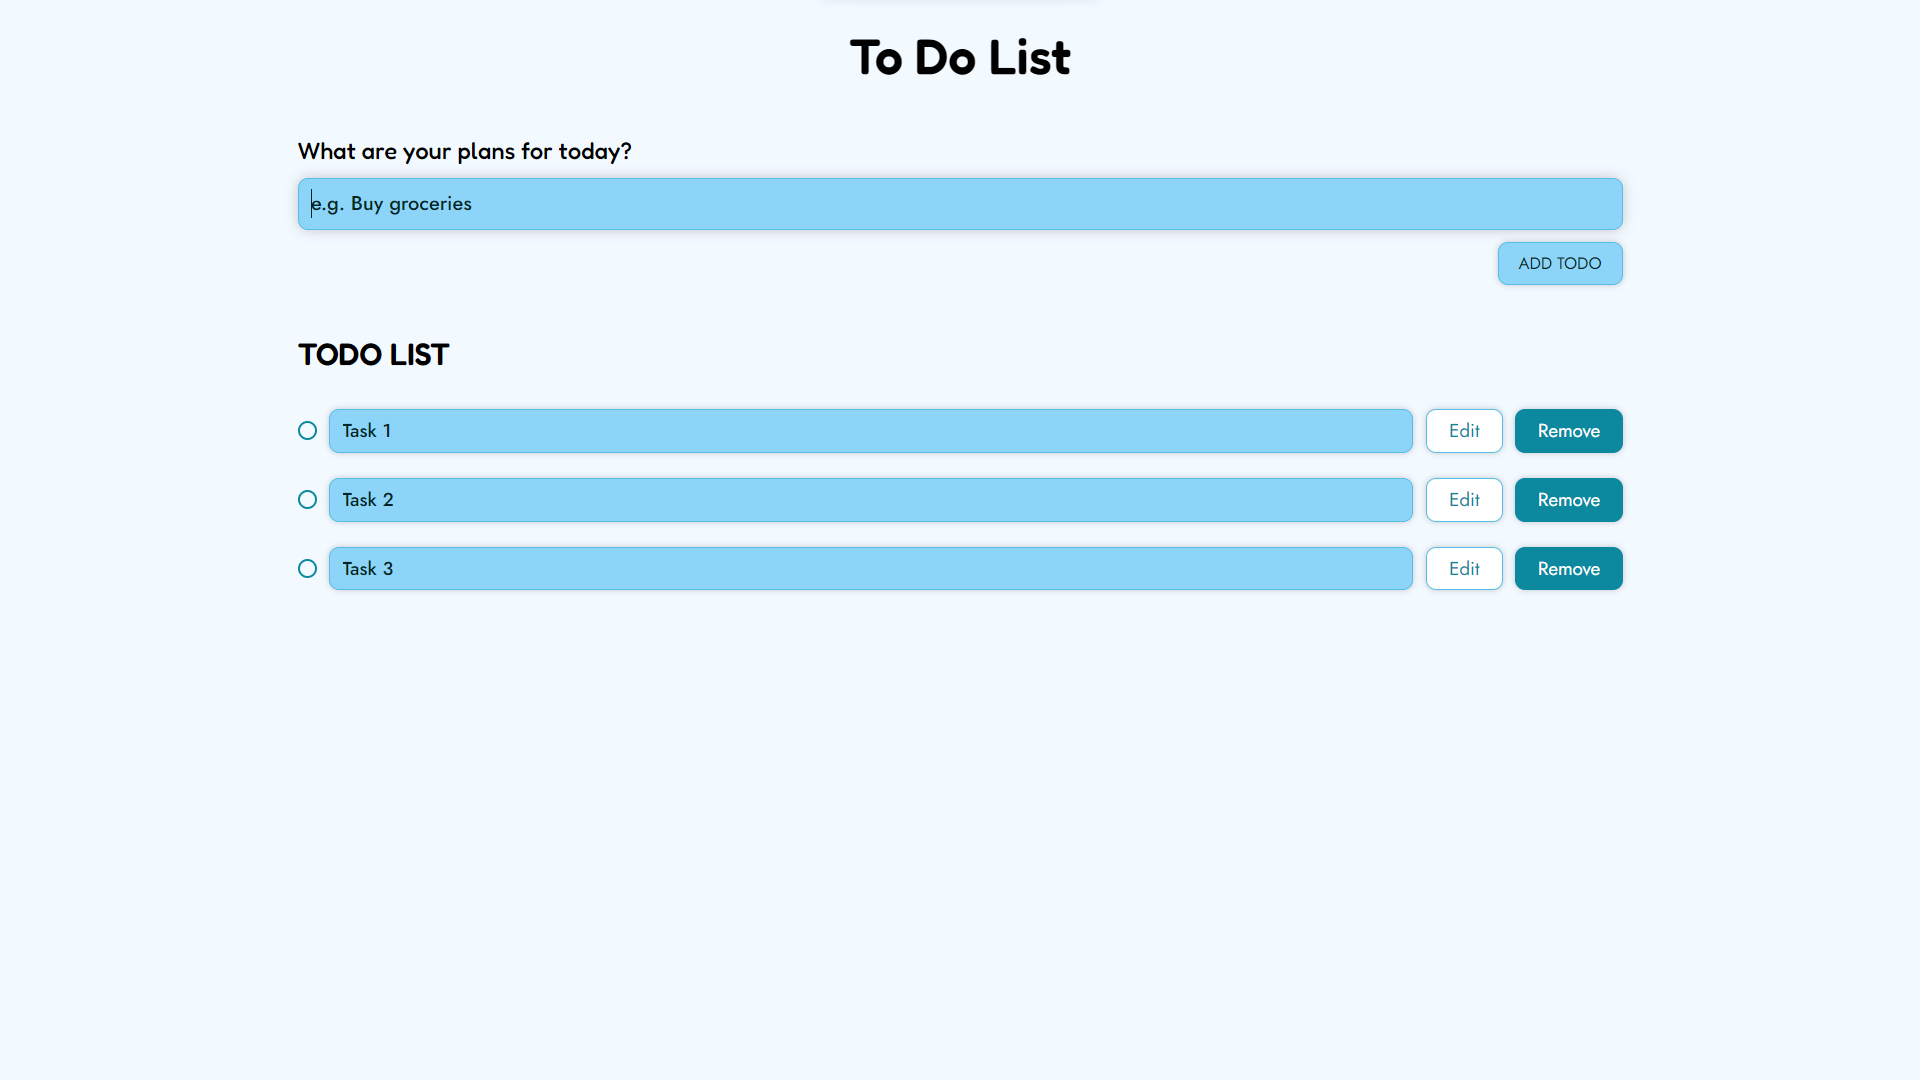 To Do List
What are your plans for today?
e.g. Buy groceries
ADD TODO
TODO LIST
Task 1 Edit Remove
Task 2 Edit Remove
Task 3 Edit Remove